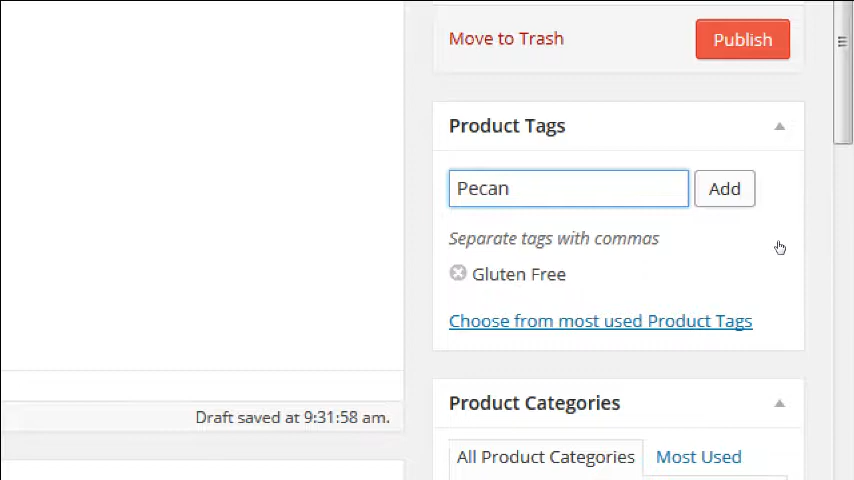 Move to Trash
Publish
Product Tags
Pecan
Add
Separate tags with commas
Gluten Free
Choose from most used Product Tags
Draft saved at 9:31:58 am.
Product Categories
All Product Categories
Most Used